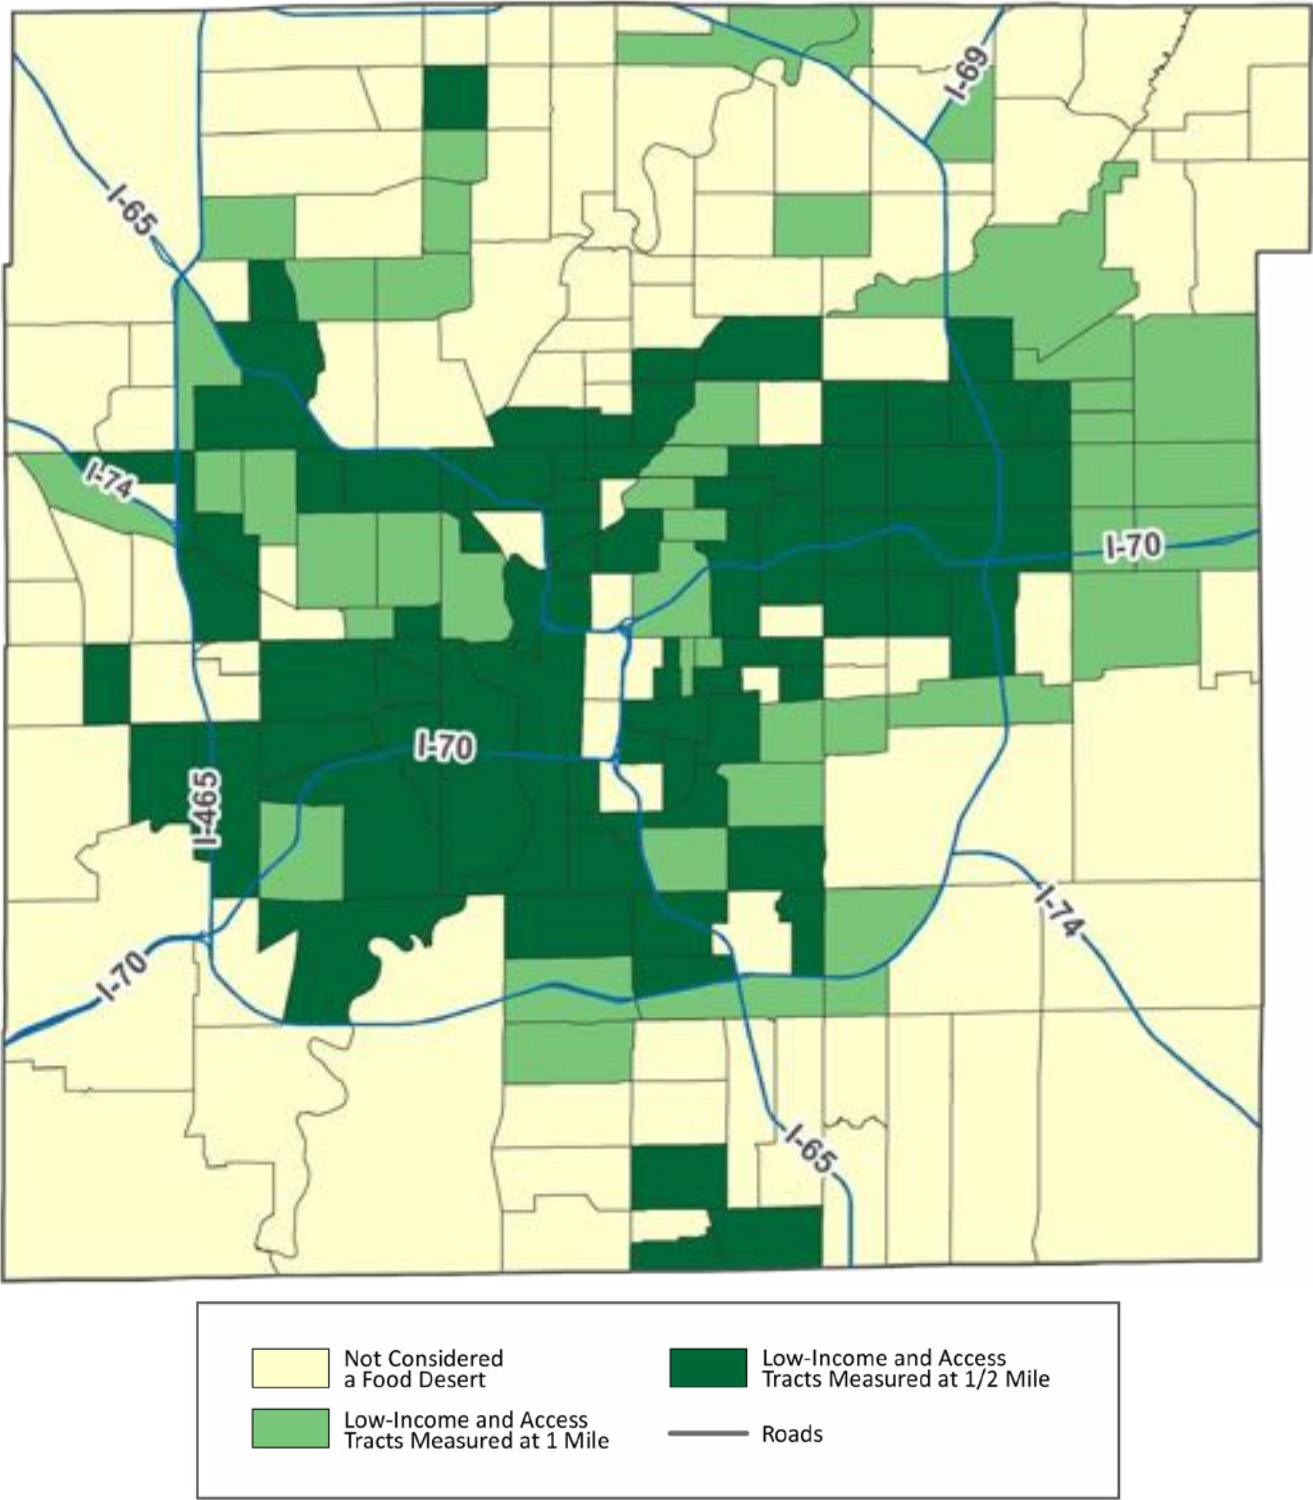 I-69
I-65
I-74
I-70
I-70
I-465
I-74
I-70
I-65
Not Considered
a Food Desert
Low-Income and Access
Tracts Measured at 1 Mile
Low-Income and Access
Tracts Measured at 1/2 Mile
Roads